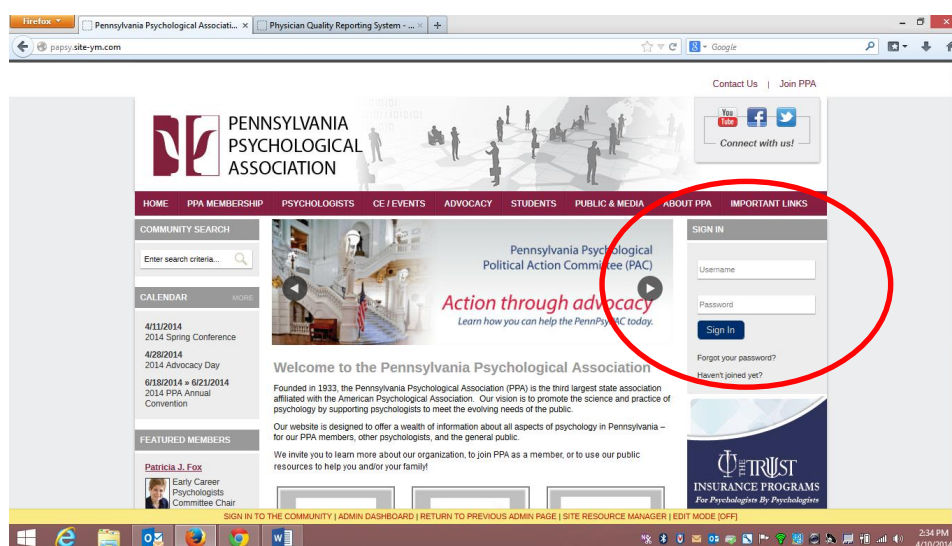 Firefox
Pennsylvania Psychological Associati... ×
Physician Quality Reporting System - ... ×
+
papsy.site-ym.com
Google
Contact Us | Join PPA
PENNSYLVANIA
PSYCHOLOGICAL
ASSOCIATION
You
Tube
Connect with us!
HOME PPA MEMBERSHIP PSYCHOLOGISTS CE / EVENTS ADVOCACY STUDENTS PUBLIC & MEDIA ABOUT PPA IMPORTANT LINKS
COMMUNITY SEARCH
Enter search criteria...
CALENDAR MORE
4/11/2014
2014 Spring Conference
4/28/2014
2014 Advocacy Day
6/18/2014 » 6/21/2014
2014 PPA Annual
Convention
FEATURED MEMBERS
Patricia J. Fox
Early Career
Psychologists
Committee Chair
Pennsylvania Psychological
Political Action Committee (PAC)
Action through advocacy
Learn how you can help the PennPsyPAC today.
Welcome to the Pennsylvania Psychological Association
Founded in 1933, the Pennsylvania Psychological Association (PPA) is the third largest state association
affiliated with the American Psychological Association. Our vision is to promote the science and practice of
psychology by supporting psychologists to meet the evolving needs of the public.
Our website is designed to offer a wealth of information about all aspects of psychology in Pennsylvania –
for our PPA members, other psychologists, and the general public.
We invite you to learn more about our organization, to join PPA as a member, or to use our public
resources to help you and/or your family!
SIGN IN
Username
Password
Sign In
Forgot your password?
Haven't joined yet?
THE TRUST
INSURANCE PROGRAMS
For Psychologists By Psychologists
SIGN IN TO THE COMMUNITY | ADMIN DASHBOARD | RETURN TO PREVIOUS ADMIN PAGE | SITE RESOURCE MANAGER | EDIT MODE [OFF]
2:34 PM
4/10/2014